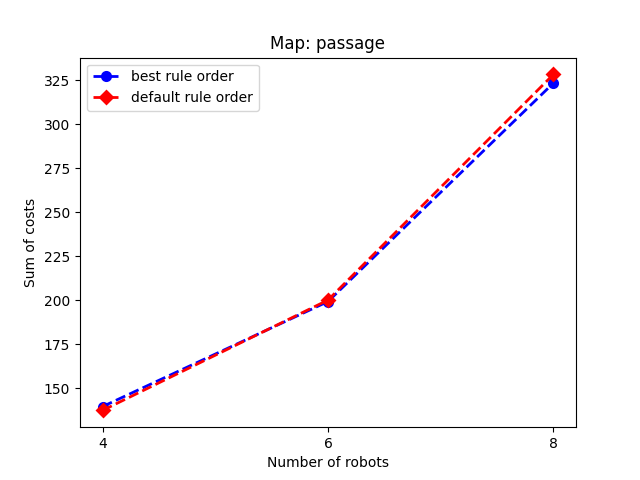 Map: passage
best rule order
default rule order
325
300
275
250
225
200
175
150
Sum of costs
4
6
8
Number of robots